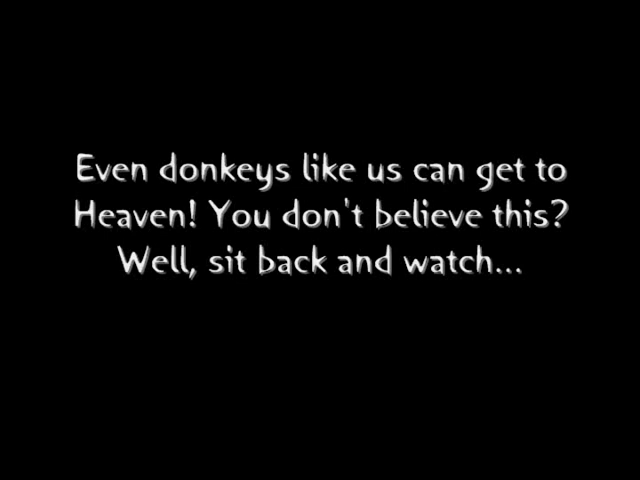 Even donkeys like us can get to
Heaven! You don't believe this?
Well, sit back and watch...